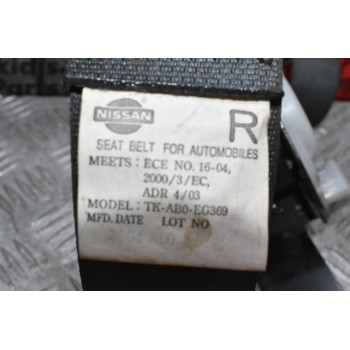 NISSAN
R
SEAT BELT FOR AUTOMOBILES
MEETS: ECE NO. 16-04,
2000/3/EC,
ADR 4/03
MODEL: TK-AB0-EG369
MFD. DATE LOT NO